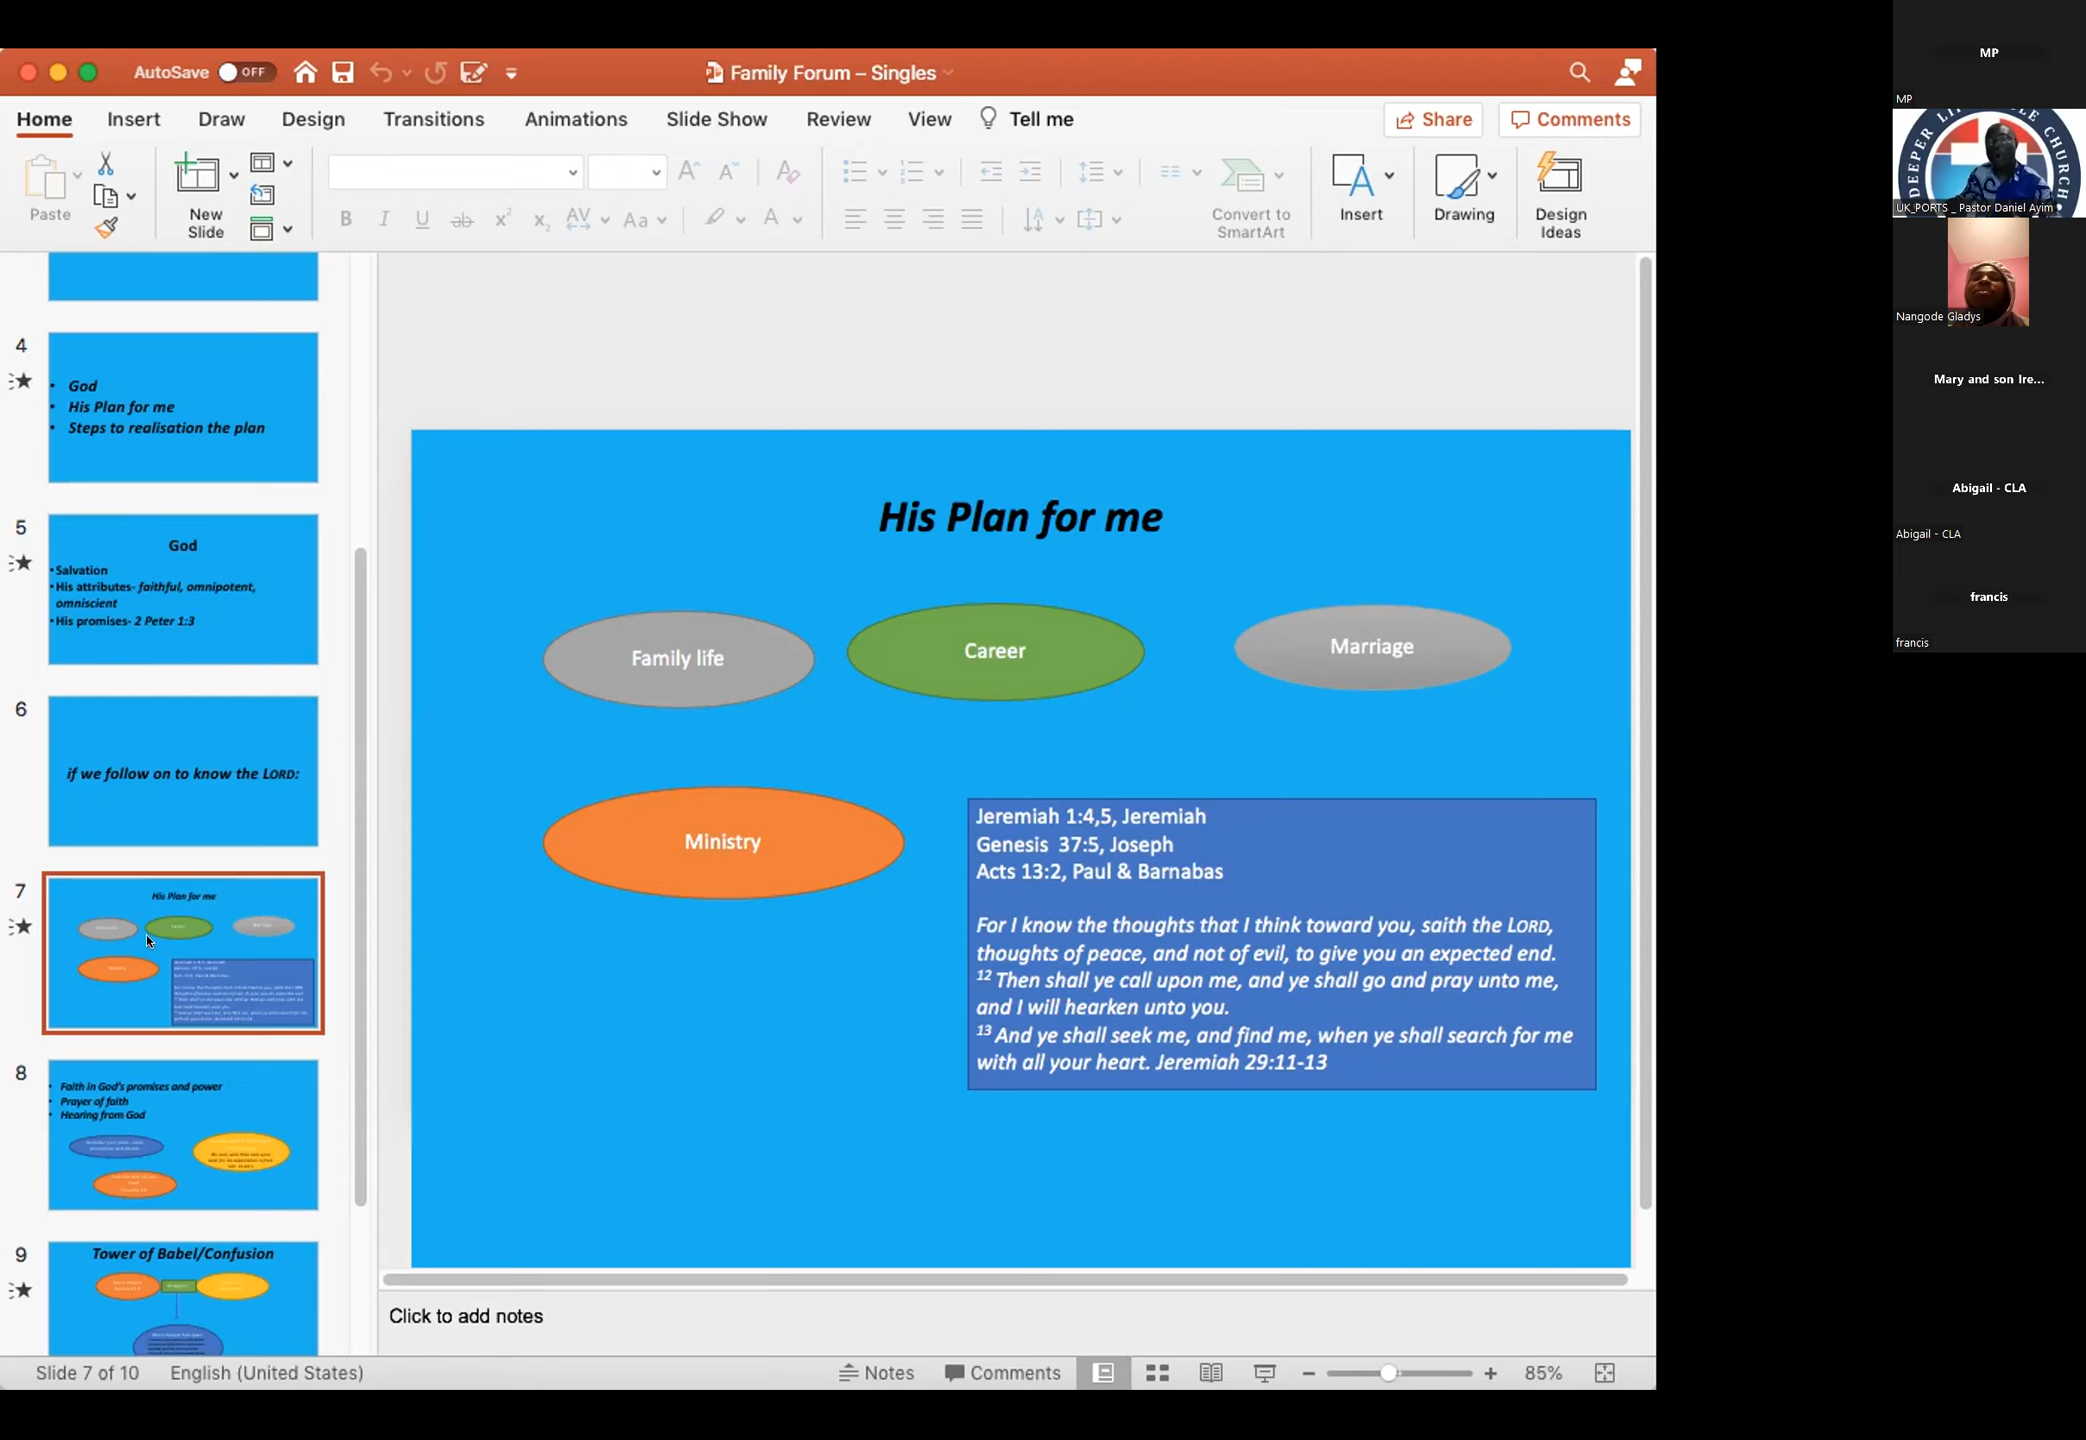 AutoSave OFF
Family Forum – Singles
Home Insert Draw Design Transitions Animations Slide Show Review View Tell me Share Comments
Paste
New Slide
Convert to SmartArt
Insert
Drawing
Design Ideas
4
• God
• His Plan for me
• Steps to realisation the plan
5
God
• Salvation
• His attributes- faithful, omnipotent,
omniscient
• His promises- 2 Peter 1:3
6
if we follow on to know the LORD:
7
His Plan for me
8
• Faith in God's promises and power
• Prayer of faith
• Hearing from God
9
Tower of Babel/Confusion
His Plan for me
Family life
Career
Marriage
Ministry
Jeremiah 1:4,5, Jeremiah
Genesis 37:5, Joseph
Acts 13:2, Paul & Barnabas
For I know the thoughts that I think toward you, saith the LORD,
thoughts of peace, and not of evil, to give you an expected end.
12 Then shall ye call upon me, and ye shall go and pray unto me,
and I will hearken unto you.
13 And ye shall seek me, and find me, when ye shall search for me
with all your heart. Jeremiah 29:11-13
Click to add notes
Slide 7 of 10 English (United States) Notes Comments 85%
MP
MP
DEEPER LI LE CHURCH
UK_PORTS _ Pastor Daniel Ayim
Nangode Gladys
Mary and son Ire...
Abigail - CLA
Abigail - CLA
francis
francis